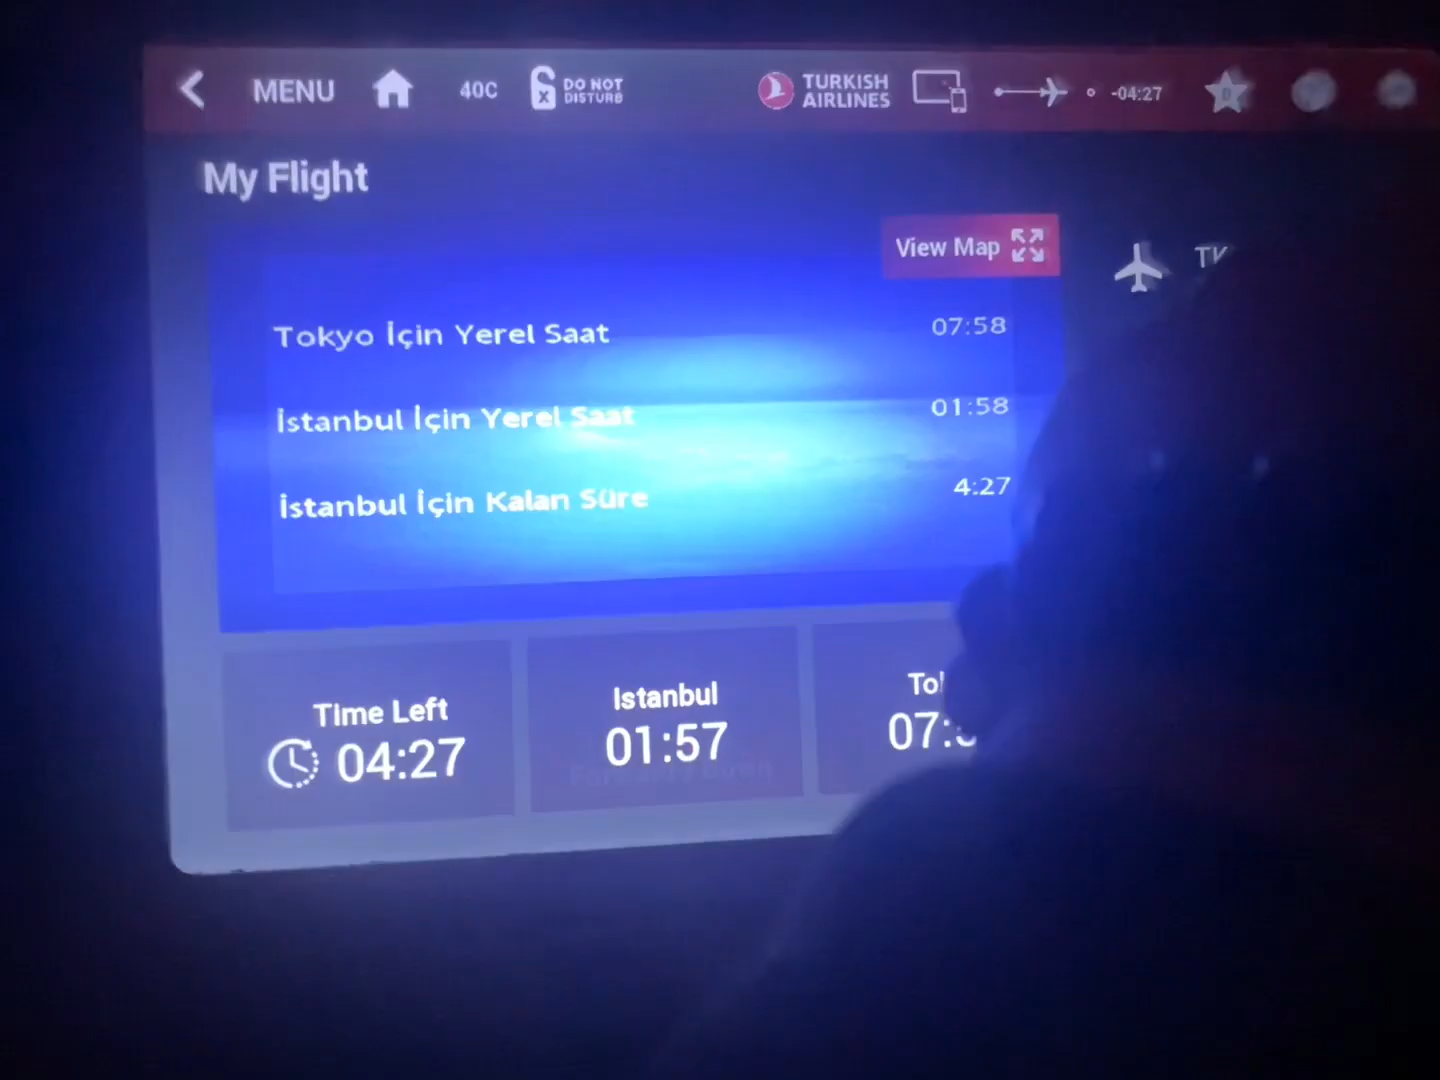 MENU 40C DO NOT DISTURB TURKISH AIRLINES -04:27
My Flight
View Map
Tokyo İçin Yerel Saat 07:58
İstanbul İçin Yerel Saat 01:58
İstanbul İçin Kalan Süre 4:27
Time Left
04:27
Istanbul
01:57